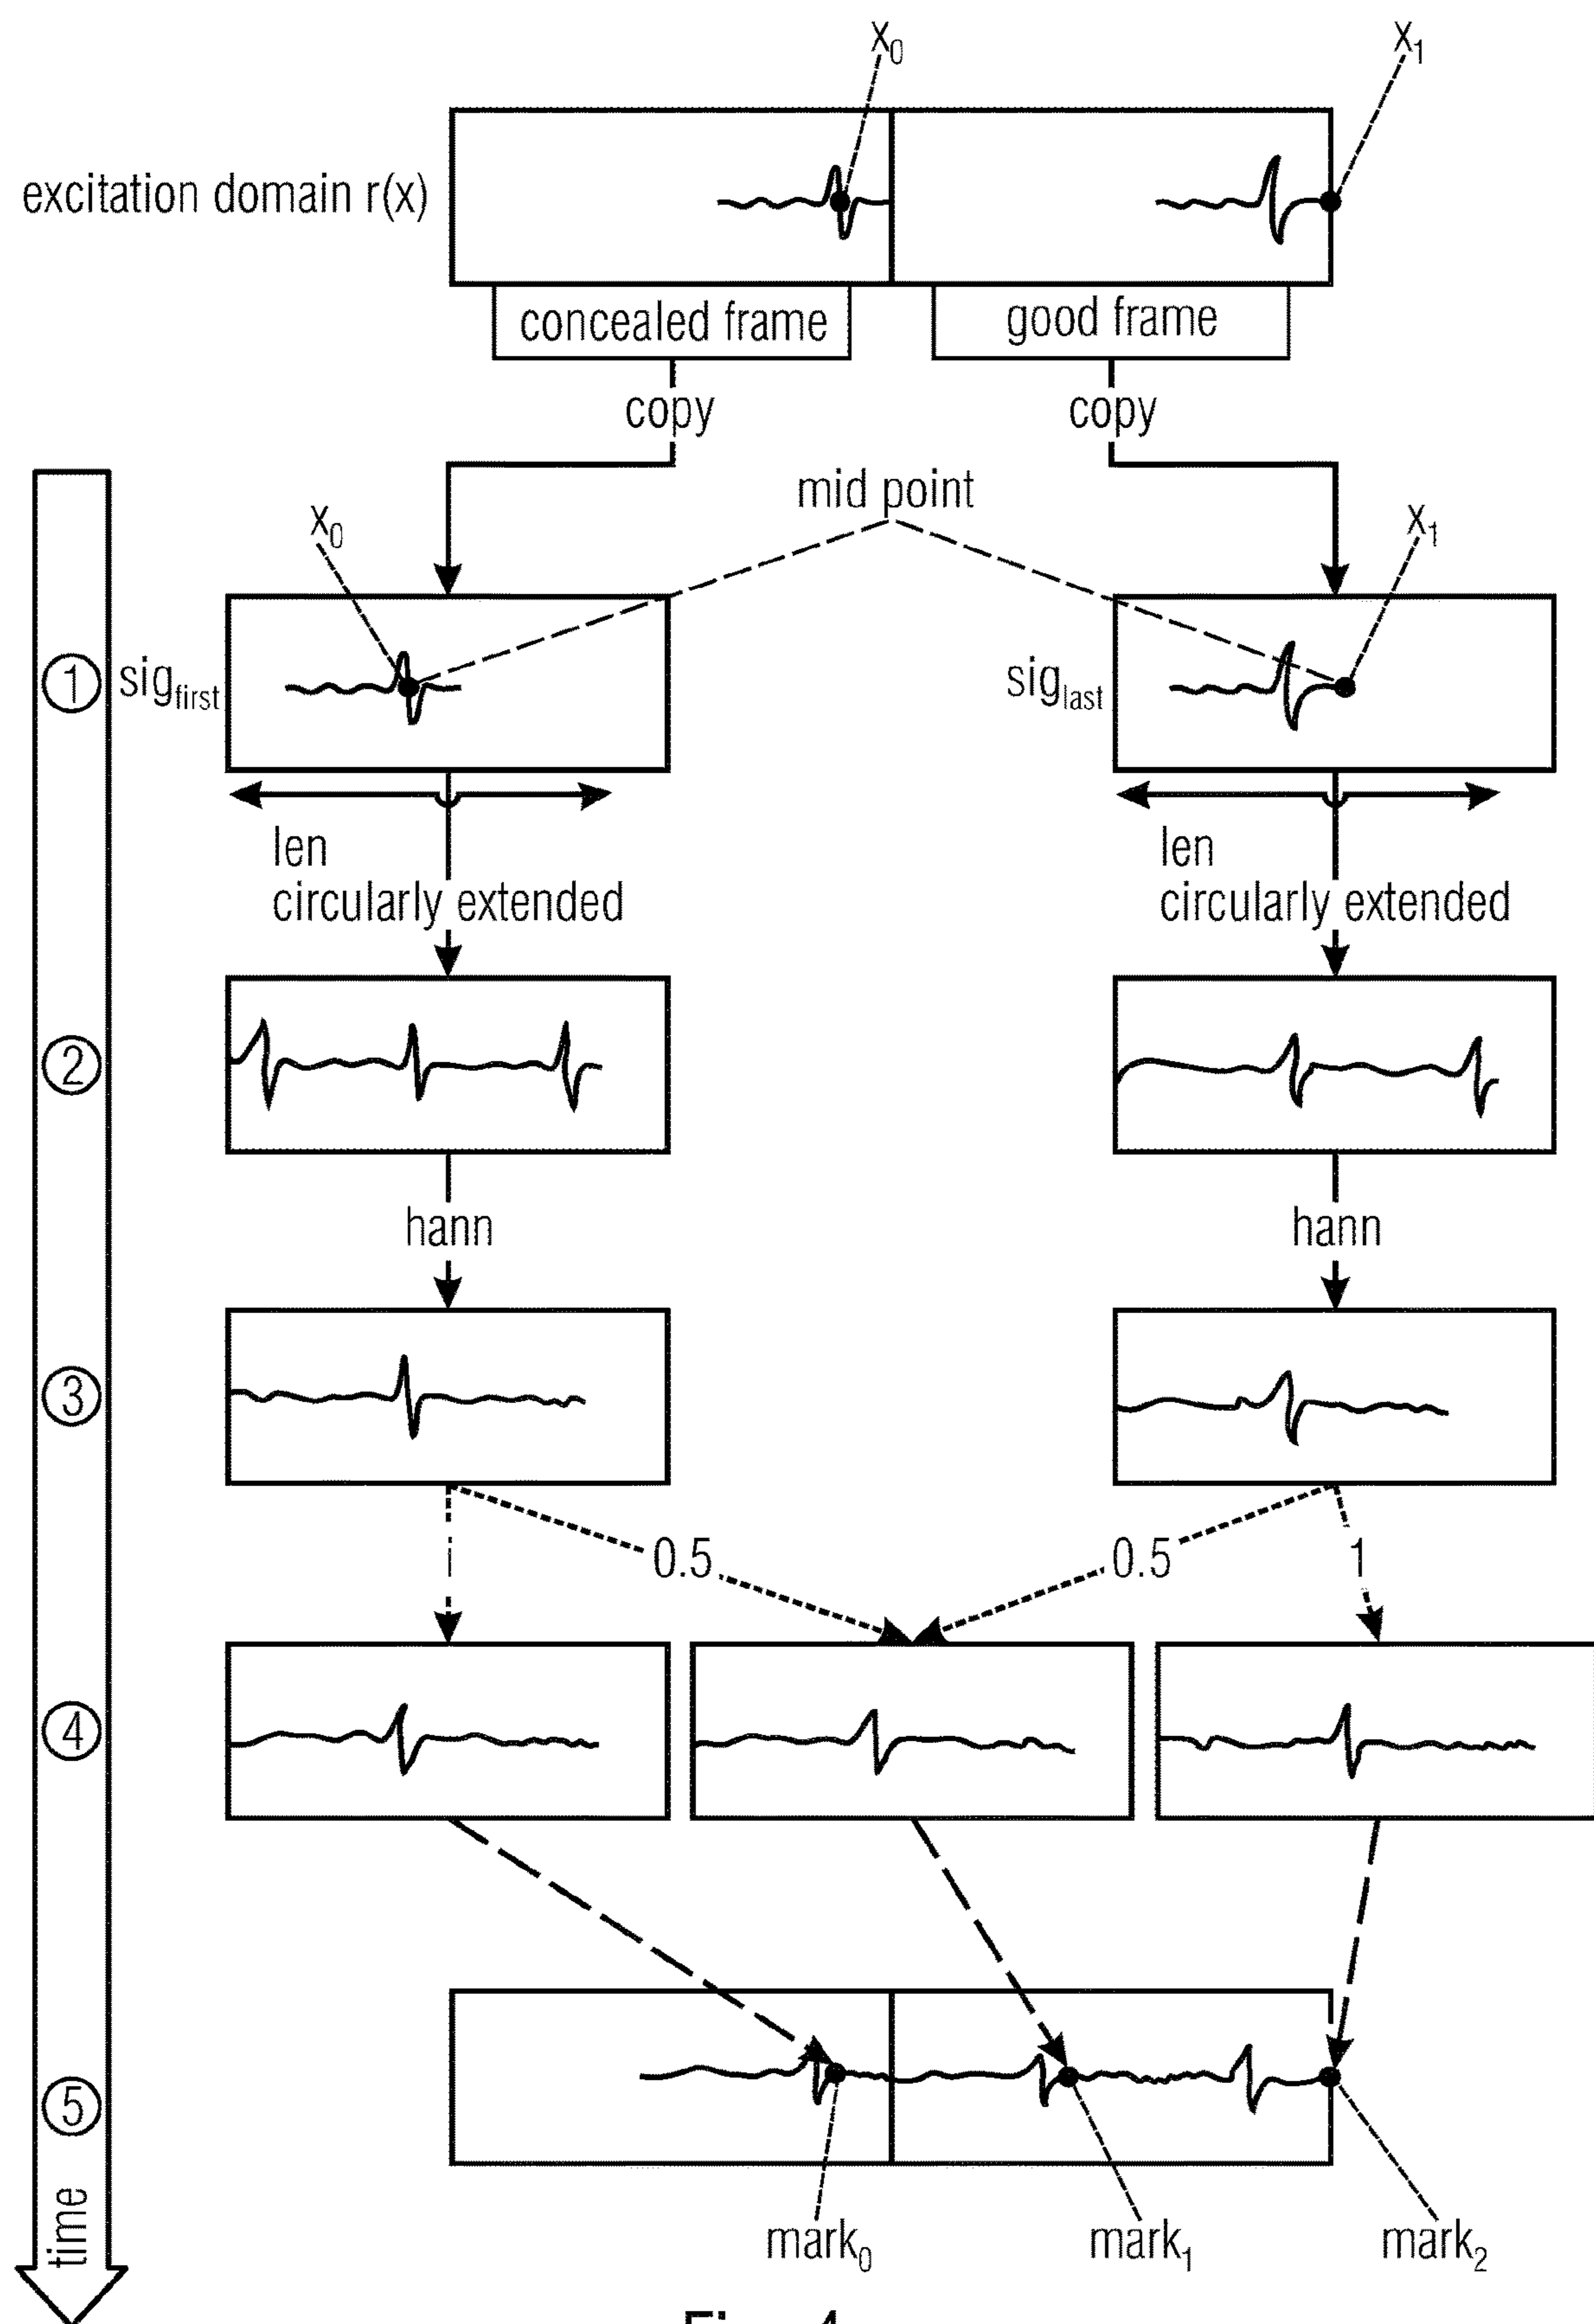 x0 x1
excitation domain r(x)
concealed frame good frame
copy copy
mid point
x0 x1
1 sigfirst siglast
len len
circularly extended circularly extended
2
hann hann
3
0.5 0.5 1
4
5
time
mark0 mark1 mark2